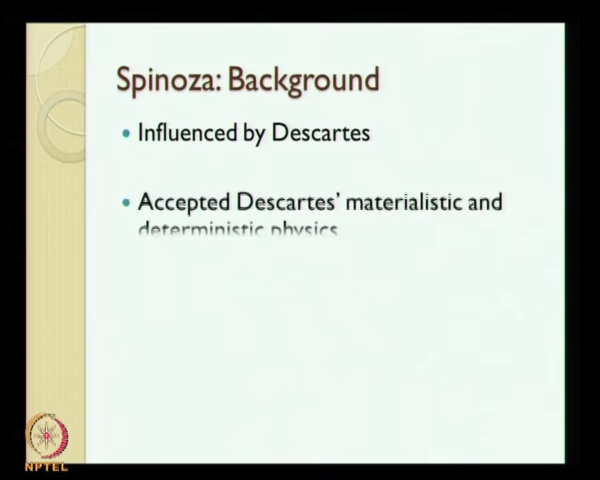 Spinoza: Background
• Influenced by Descartes
• Accepted Descartes’ materialistic and
deterministic physics
NPTEL